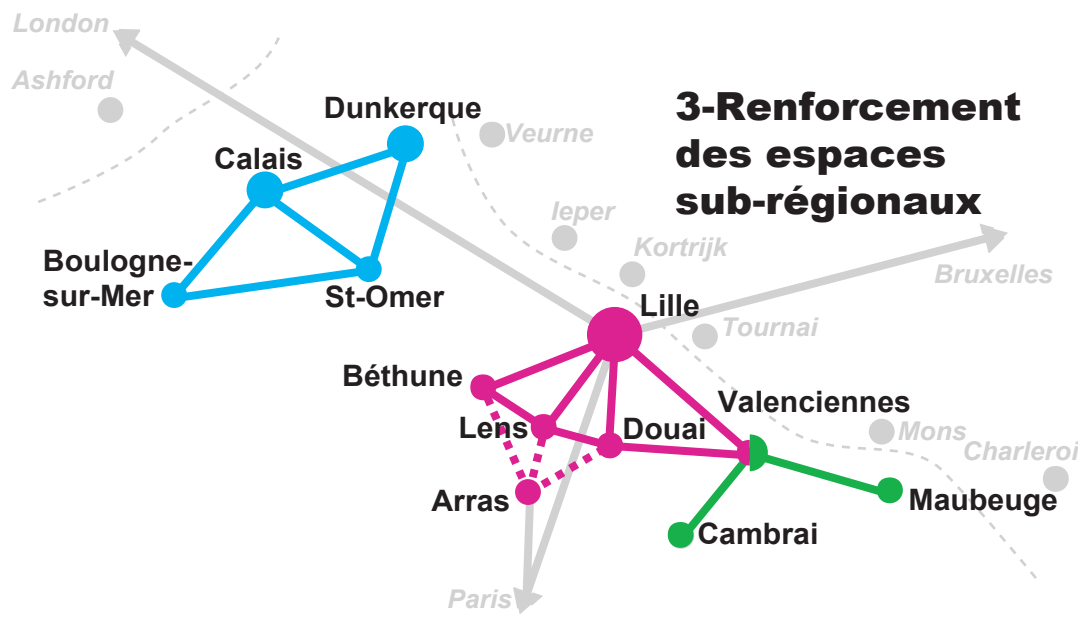 London
Ashford
Dunkerque
3-Renforcement
des espaces
sub-régionaux
Veurne
Calais
Ieper
Kortrijk
Boulogne-
sur-Mer
Bruxelles
St-Omer
Lille
Tournai
Béthune
Valenciennes
Lens
Douai
Mons
Charleroi
Arras
Maubeuge
Cambrai
Paris